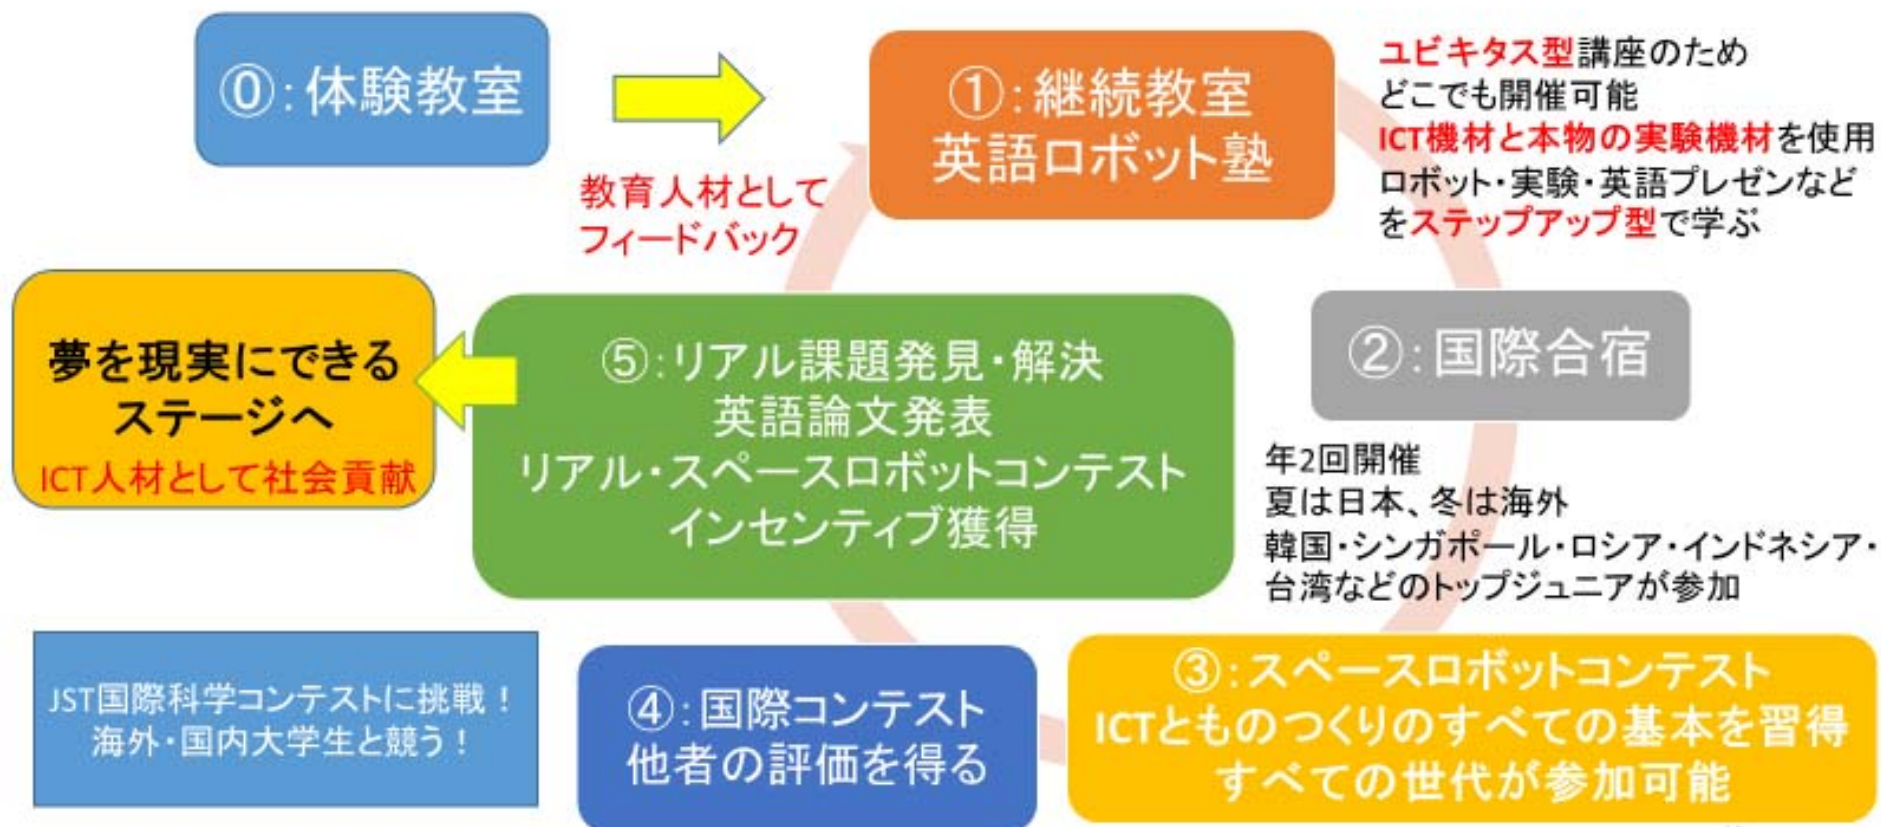 ⓪:体験教室
①:継続教室
英語ロボット塾
ユビキタス型講座のため
どこでも開催可能
ICT機材と本物の実験機材を使用
ロボット・実験・英語プレゼンなど
をステップアップ型で学ぶ
教育人材として
フィードバック
夢を現実にできる
ステージへ
ICT人材として社会貢献
⑤:リアル課題発見・解決
英語論文発表
リアル・スペースロボットコンテスト
インセンティブ獲得
②:国際合宿
年2回開催
夏は日本、冬は海外
韓国・シンガポール・ロシア・インドネシア・
台湾などのトップジュニアが参加
JST国際科学コンテストに挑戦！
海外・国内大学生と競う！
④:国際コンテスト
他者の評価を得る
③:スペースロボットコンテスト
ICTとものつくりのすべての基本を習得
すべての世代が参加可能